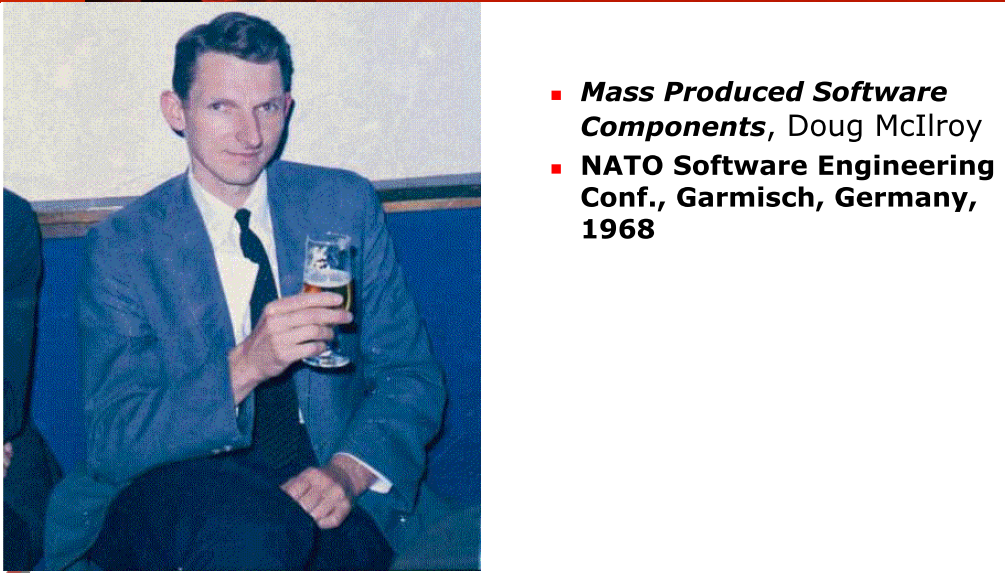 Mass Produced Software
Components, Doug McIlroy
NATO Software Engineering
Conf., Garmisch, Germany,
1968